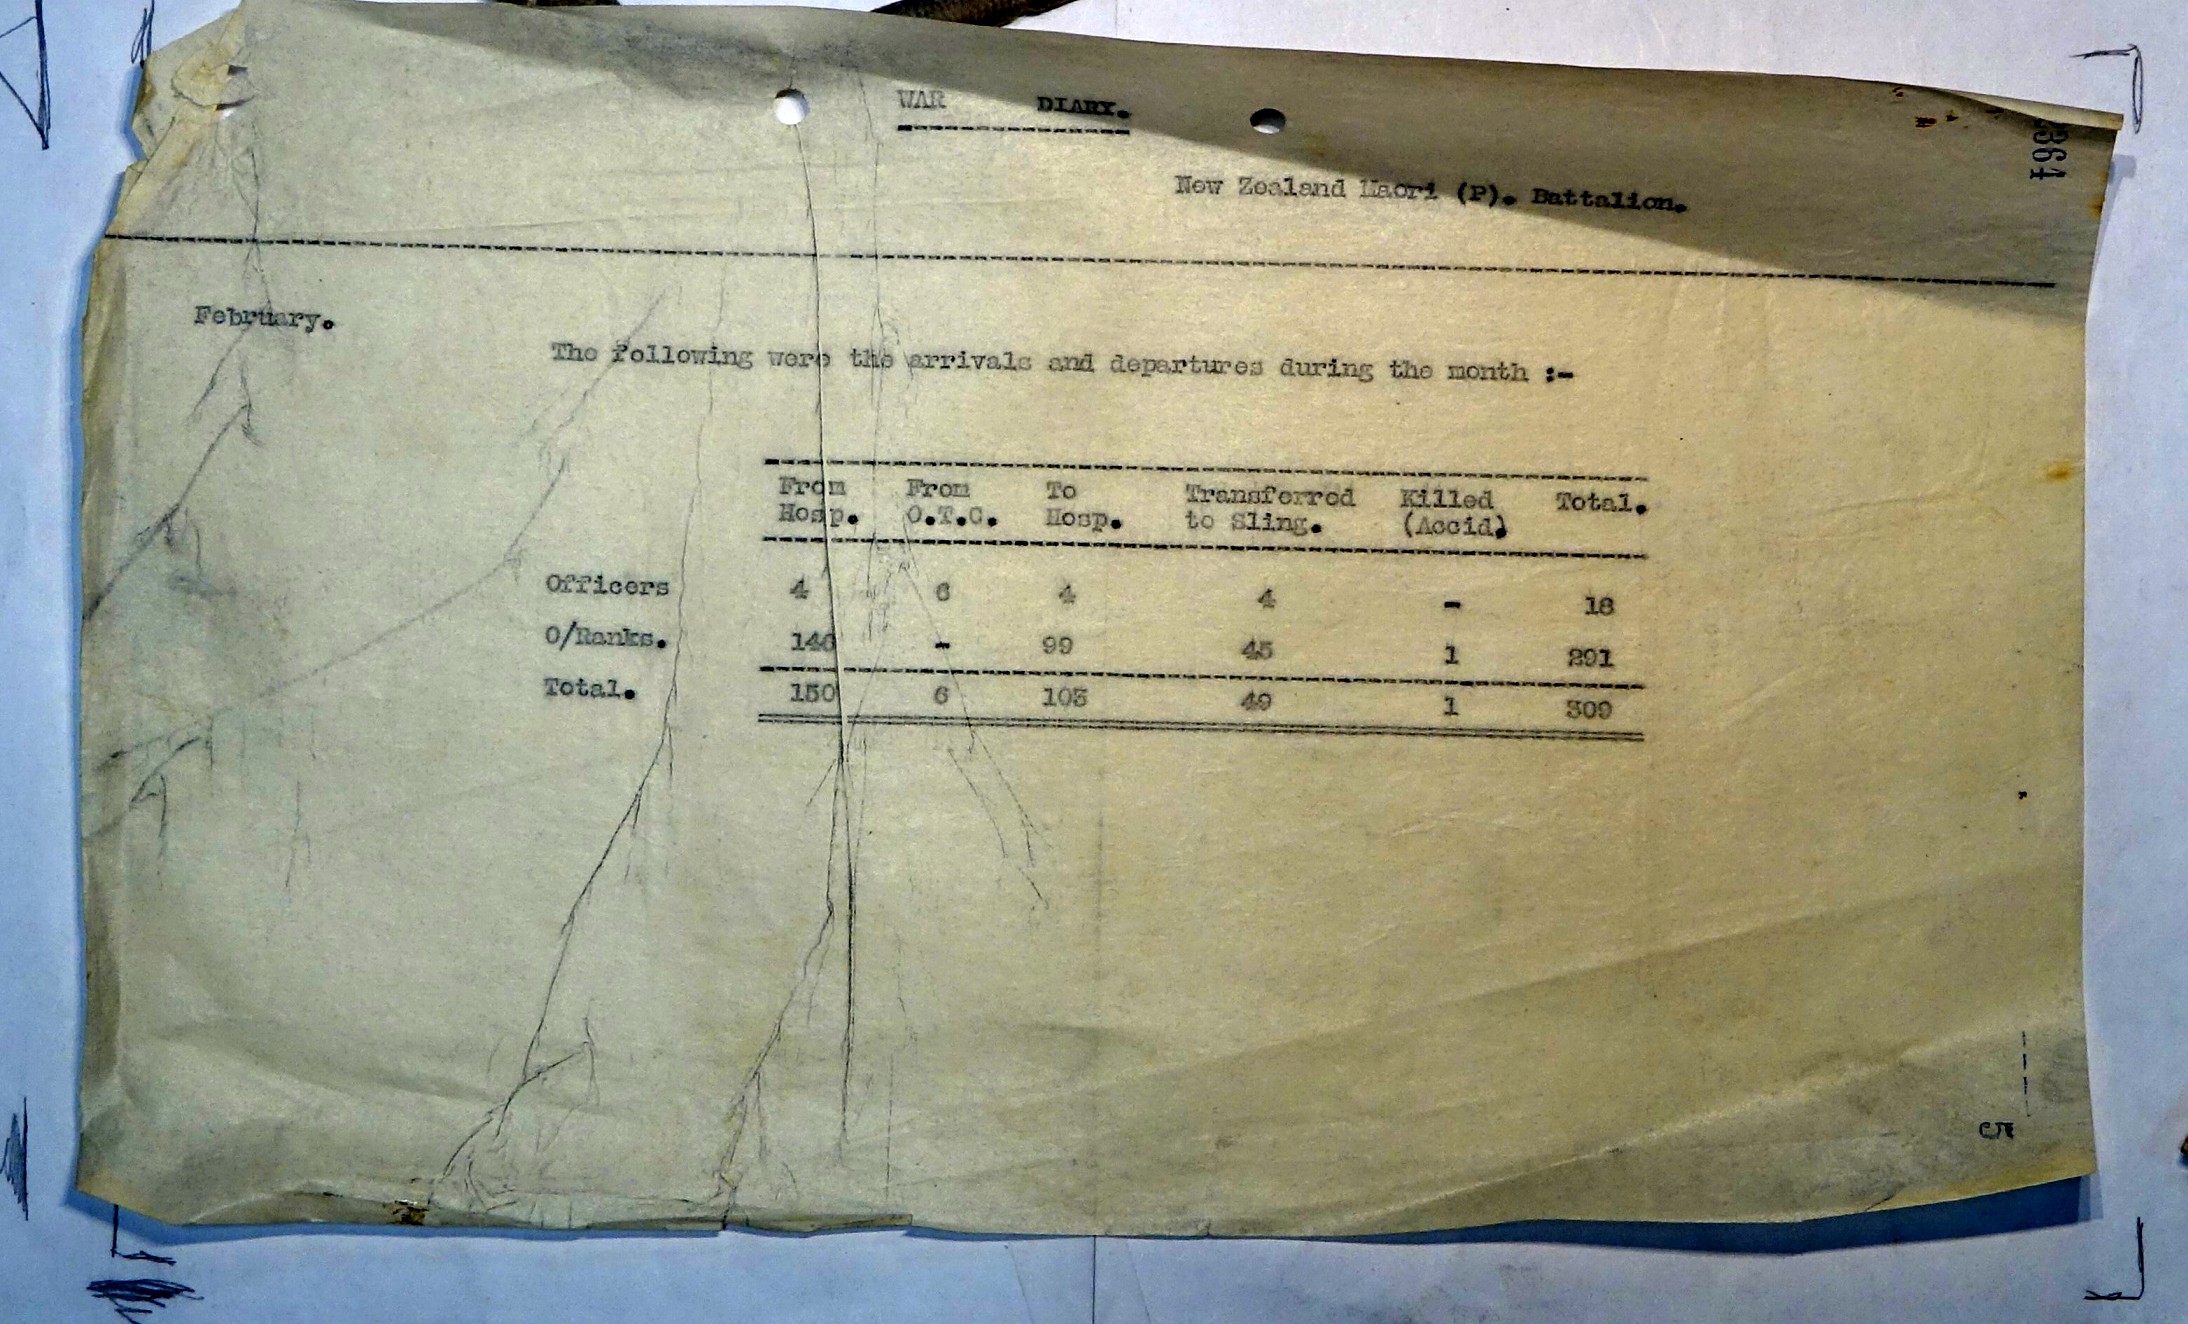 WAR DIARY.
New Zealand Maori (P). Battalion.
February.
The following were the arrivals and departures during the month :-
From From To Transferred Killed Total.
Hosp. O.T.C. Hosp. to Sling. (Accid)
Officers 4 6 4 4 - 18
O/Ranks. 146 - 99 45 1 291
Total. 150 6 103 49 1 309